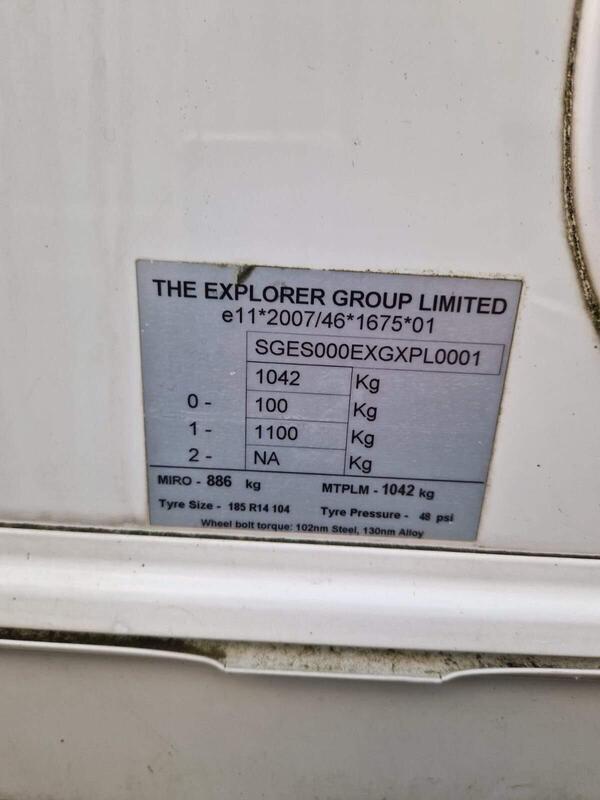 THE EXPLORER GROUP LIMITED
e11*2007/46*1675*01
SGES000EXGXPL0001
1042 Kg
0 - 100 Kg
1 - 1100 Kg
2 - NA Kg
MIRO - 886 kg MTPLM - 1042 kg
Tyre Size - 185 R14 104 Tyre Pressure - 48 psi
Wheel bolt torque: 102nm Steel, 130nm Alloy